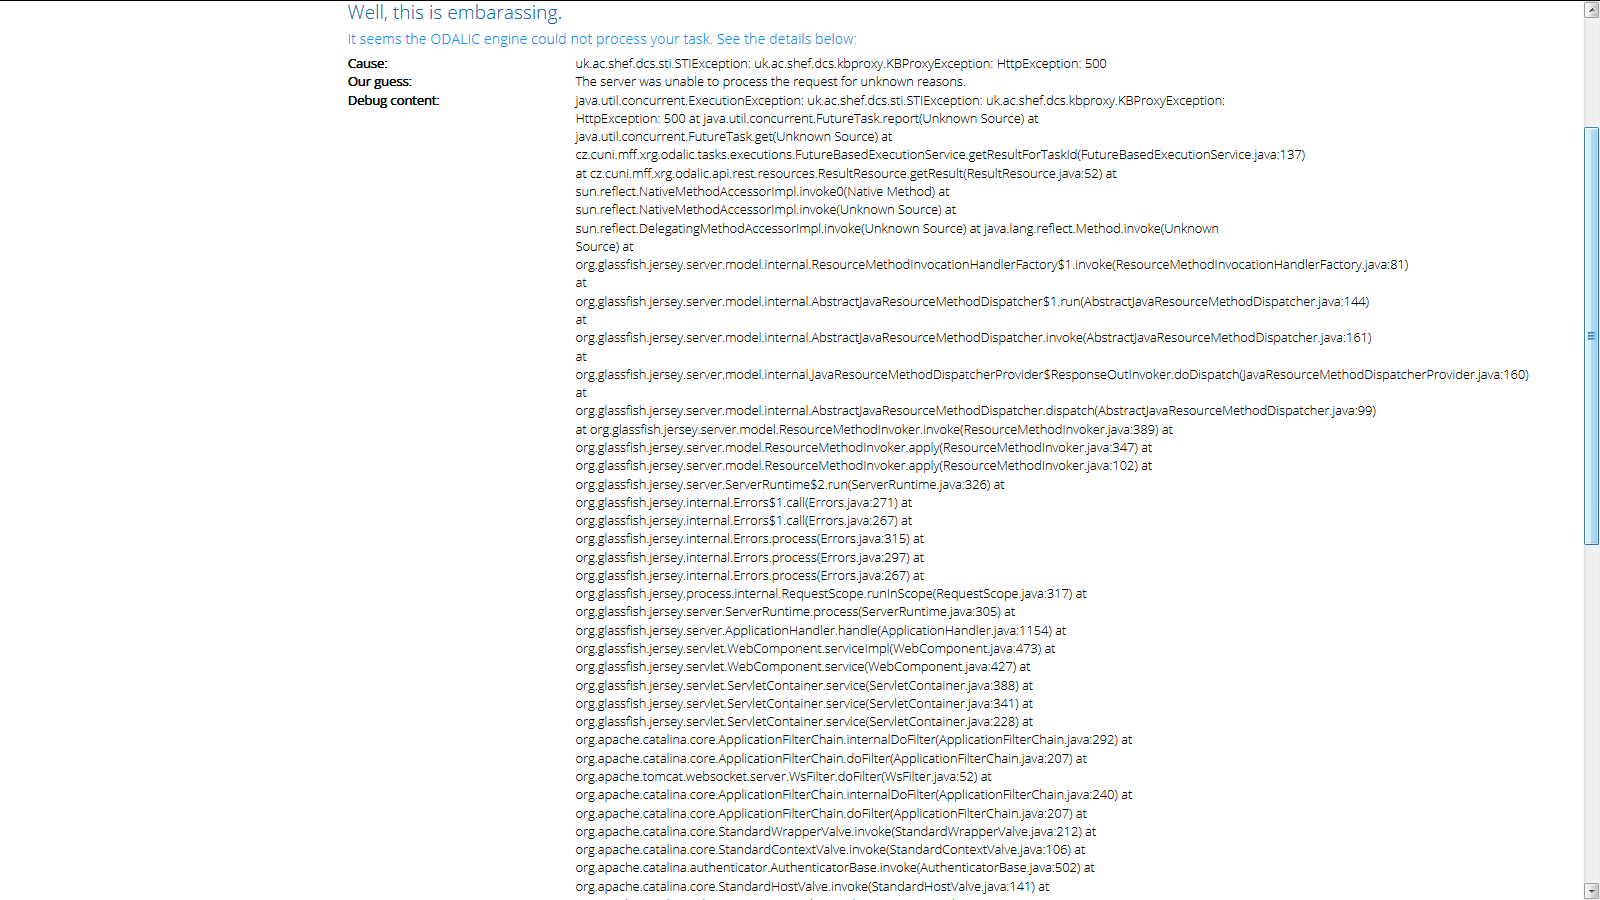 Well, this is embarassing.
It seems the ODALIC engine could not process your task. See the details below:
Cause: uk.ac.shef.dcs.sti.STIException: uk.ac.shef.dcs.kbproxy.KBProxyException: HttpException: 500
Our guess: The server was unable to process the request for unknown reasons.
Debug content: java.util.concurrent.ExecutionException: uk.ac.shef.dcs.sti.STIException: uk.ac.shef.dcs.kbproxy.KBProxyException:
HttpException: 500 at java.util.concurrent.FutureTask.report(Unknown Source) at
java.util.concurrent.FutureTask.get(Unknown Source) at
cz.cuni.mff.xrg.odalic.tasks.executions.FutureBasedExecutionService.getResultForTaskId(FutureBasedExecutionService.java:137)
at cz.cuni.mff.xrg.odalic.api.rest.resources.ResultResource.getResult(ResultResource.java:52) at
sun.reflect.NativeMethodAccessorImpl.invoke0(Native Method) at
sun.reflect.NativeMethodAccessorImpl.invoke(Unknown Source) at
sun.reflect.DelegatingMethodAccessorImpl.invoke(Unknown Source) at java.lang.reflect.Method.invoke(Unknown
Source) at
org.glassfish.jersey.server.model.internal.ResourceMethodInvocationHandlerFactory$1.invoke(ResourceMethodInvocationHandlerFactory.java:81)
at
org.glassfish.jersey.server.model.internal.AbstractJavaResourceMethodDispatcher$1.run(AbstractJavaResourceMethodDispatcher.java:144)
at
org.glassfish.jersey.server.model.internal.AbstractJavaResourceMethodDispatcher.invoke(AbstractJavaResourceMethodDispatcher.java:161)
at
org.glassfish.jersey.server.model.internal.JavaResourceMethodDispatcherProvider$ResponseOutInvoker.doDispatch(JavaResourceMethodDispatcherProvider.java:160)
at
org.glassfish.jersey.server.model.internal.AbstractJavaResourceMethodDispatcher.dispatch(AbstractJavaResourceMethodDispatcher.java:99)
at org.glassfish.jersey.server.model.ResourceMethodInvoker.invoke(ResourceMethodInvoker.java:389) at
org.glassfish.jersey.server.model.ResourceMethodInvoker.apply(ResourceMethodInvoker.java:347) at
org.glassfish.jersey.server.model.ResourceMethodInvoker.apply(ResourceMethodInvoker.java:102) at
org.glassfish.jersey.server.ServerRuntime$2.run(ServerRuntime.java:326) at
org.glassfish.jersey.internal.Errors$1.call(Errors.java:271) at
org.glassfish.jersey.internal.Errors$1.call(Errors.java:267) at
org.glassfish.jersey.internal.Errors.process(Errors.java:315) at
org.glassfish.jersey.internal.Errors.process(Errors.java:297) at
org.glassfish.jersey.internal.Errors.process(Errors.java:267) at
org.glassfish.jersey.process.internal.RequestScope.runInScope(RequestScope.java:317) at
org.glassfish.jersey.server.ServerRuntime.process(ServerRuntime.java:305) at
org.glassfish.jersey.server.ApplicationHandler.handle(ApplicationHandler.java:1154) at
org.glassfish.jersey.servlet.WebComponent.serviceImpl(WebComponent.java:473) at
org.glassfish.jersey.servlet.WebComponent.service(WebComponent.java:427) at
org.glassfish.jersey.servlet.ServletContainer.service(ServletContainer.java:388) at
org.glassfish.jersey.servlet.ServletContainer.service(ServletContainer.java:341) at
org.glassfish.jersey.servlet.ServletContainer.service(ServletContainer.java:228) at
org.apache.catalina.core.ApplicationFilterChain.internalDoFilter(ApplicationFilterChain.java:292) at
org.apache.catalina.core.ApplicationFilterChain.doFilter(ApplicationFilterChain.java:207) at
org.apache.tomcat.websocket.server.WsFilter.doFilter(WsFilter.java:52) at
org.apache.catalina.core.ApplicationFilterChain.internalDoFilter(ApplicationFilterChain.java:240) at
org.apache.catalina.core.ApplicationFilterChain.doFilter(ApplicationFilterChain.java:207) at
org.apache.catalina.core.StandardWrapperValve.invoke(StandardWrapperValve.java:212) at
org.apache.catalina.core.StandardContextValve.invoke(StandardContextValve.java:106) at
org.apache.catalina.authenticator.AuthenticatorBase.invoke(AuthenticatorBase.java:502) at
org.apache.catalina.core.StandardHostValve.invoke(StandardHostValve.java:141) at